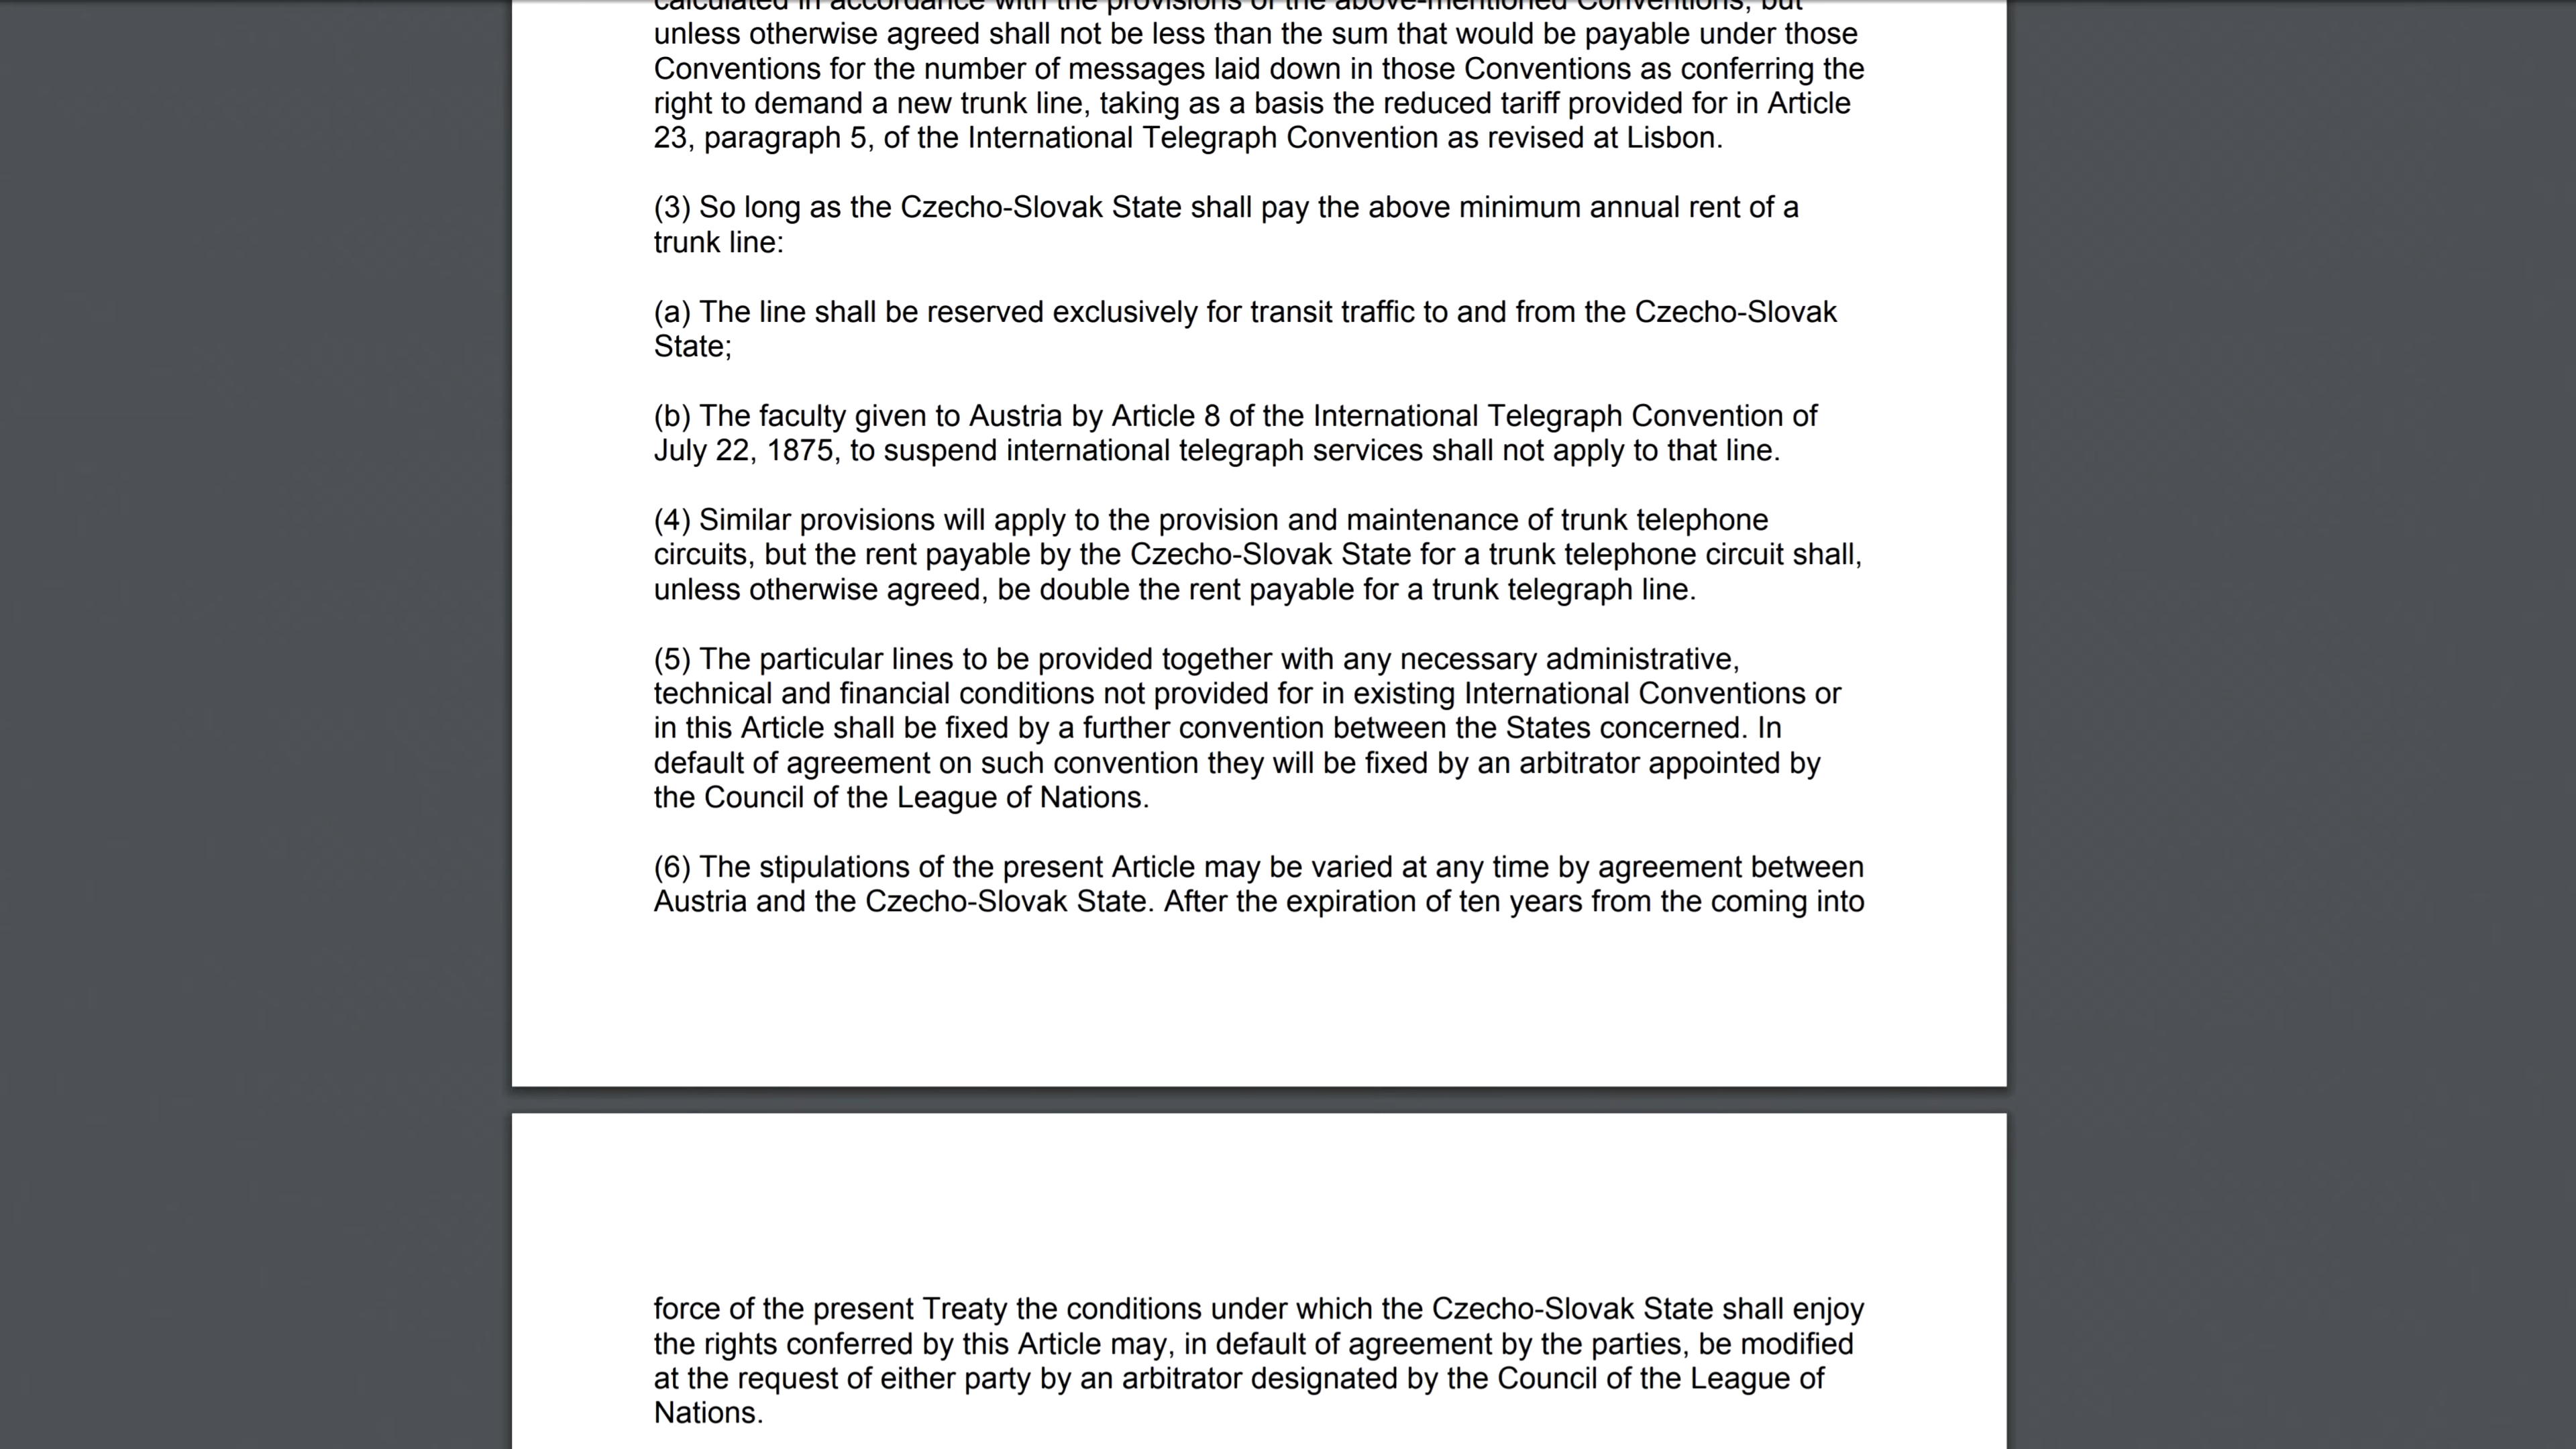 calculated in accordance with the provisions of the above-mentioned Conventions, but
unless otherwise agreed shall not be less than the sum that would be payable under those
Conventions for the number of messages laid down in those Conventions as conferring the
right to demand a new trunk line, taking as a basis the reduced tariff provided for in Article
23, paragraph 5, of the International Telegraph Convention as revised at Lisbon.
(3) So long as the Czecho-Slovak State shall pay the above minimum annual rent of a
trunk line:
(a) The line shall be reserved exclusively for transit traffic to and from the Czecho-Slovak
State;
(b) The faculty given to Austria by Article 8 of the International Telegraph Convention of
July 22, 1875, to suspend international telegraph services shall not apply to that line.
(4) Similar provisions will apply to the provision and maintenance of trunk telephone
circuits, but the rent payable by the Czecho-Slovak State for a trunk telephone circuit shall,
unless otherwise agreed, be double the rent payable for a trunk telegraph line.
(5) The particular lines to be provided together with any necessary administrative,
technical and financial conditions not provided for in existing International Conventions or
in this Article shall be fixed by a further convention between the States concerned. In
default of agreement on such convention they will be fixed by an arbitrator appointed by
the Council of the League of Nations.
(6) The stipulations of the present Article may be varied at any time by agreement between
Austria and the Czecho-Slovak State. After the expiration of ten years from the coming into
force of the present Treaty the conditions under which the Czecho-Slovak State shall enjoy
the rights conferred by this Article may, in default of agreement by the parties, be modified
at the request of either party by an arbitrator designated by the Council of the League of
Nations.